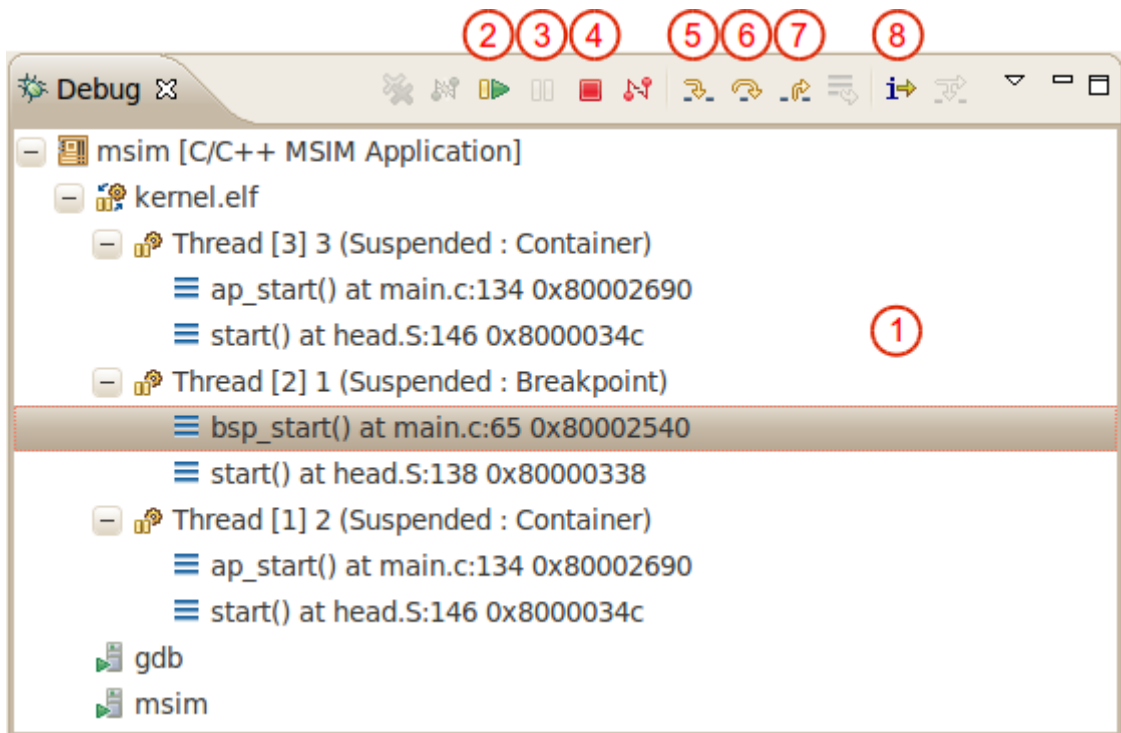 2 3 4 5 6 7 8
Debug
msim [C/C++ MSIM Application]
kernel.elf
Thread [3] 3 (Suspended : Container)
ap_start() at main.c:134 0x80002690
start() at head.S:146 0x8000034c
1
Thread [2] 1 (Suspended : Breakpoint)
bsp_start() at main.c:65 0x80002540
start() at head.S:138 0x80000338
Thread [1] 2 (Suspended : Container)
ap_start() at main.c:134 0x80002690
start() at head.S:146 0x8000034c
gdb
msim